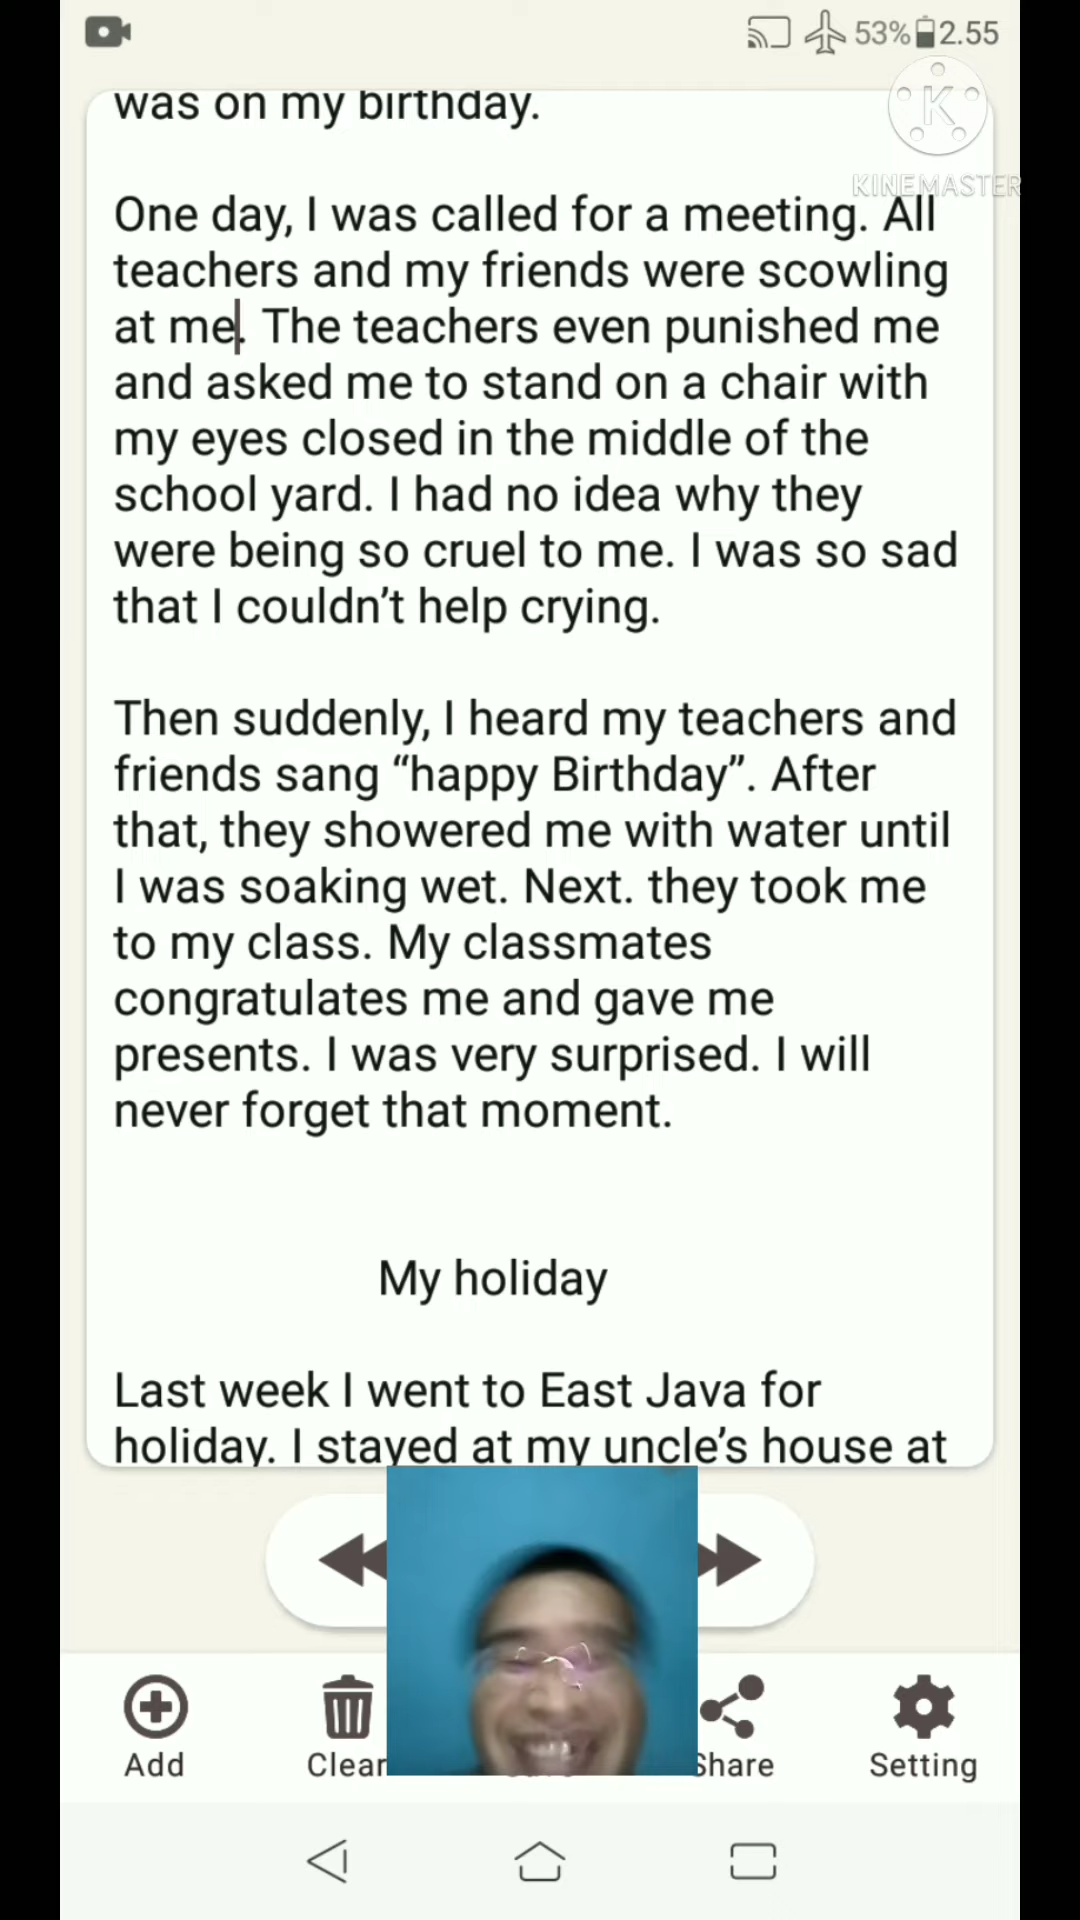 53% 2.55
K
KINEMASTER
was on my birthday.
One day, I was called for a meeting. All
teachers and my friends were scowling
at me. The teachers even punished me
and asked me to stand on a chair with
my eyes closed in the middle of the
school yard. I had no idea why they
were being so cruel to me. I was so sad
that I couldn’t help crying.
Then suddenly, I heard my teachers and
friends sang “happy Birthday”. After
that, they showered me with water until
I was soaking wet. Next. they took me
to my class. My classmates
congratulates me and gave me
presents. I was very surprised. I will
never forget that moment.
My holiday
Last week I went to East Java for
holiday. I stayed at my uncle’s house at
Add Clear Share Setting